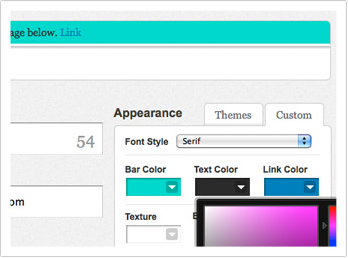 age below. Link
Appearance
Themes
Custom
54
Font Style
Serif
Bar Color
Text Color
Link Color
om
Texture